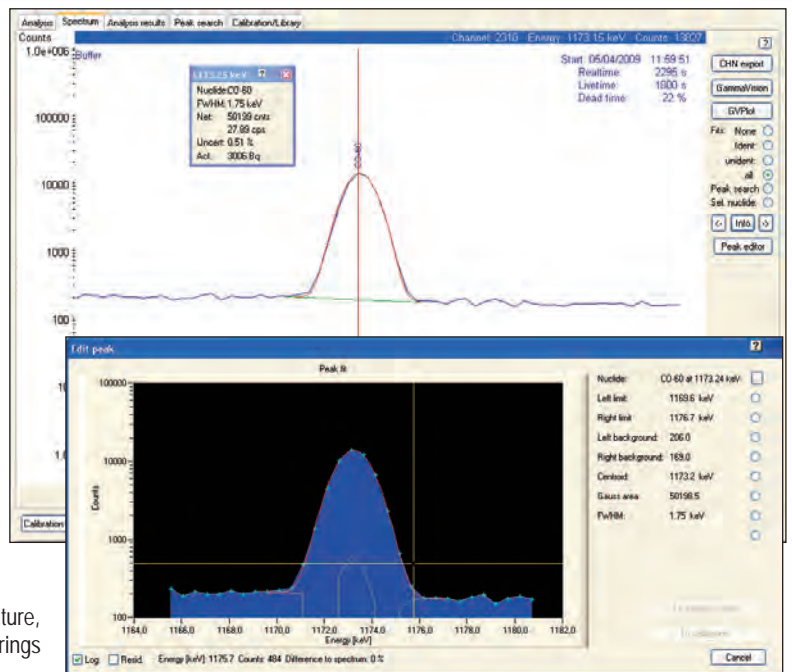 Analysis Spectrum Analysis results Peak search Calibration/Library
Counts
Channel: 2310 Energy: 1173.15 keV Counts: 13827
1.0e+006
Buffer
Start: 05/04/2009 11:59:51
Realtime: 2295 s
Livetime: 1800 s
Dead time: 22 %
1173.25 keV
Nuclide:CO-60
FWHM: 1.75 keV
Net: 50199 cnts
27.89 cps
Uncert: 0.51 %
Act: 3006 Bq
CO-60
100000
10000
1000
100
CHN export
GammaVision
GVPlot
Fits: None
Ident:
unident:
all
Peak search
Sel. nuclide:
<- Info. ->
Peak editor
Calibration
Edit peak
Peak fit
100000
10000
1000
100
Counts
1164,0 1166,0 1168,0 1170,0 1172,0 1174,0 1176,0 1178,0 1180,0 1182,0
Energy [keV]
Nuclide: CO-60 at 1173.24 keV
Left limit: 1169.6 keV
Right limit: 1176.7 keV
Left background: 206.0
Right background: 169.0
Centroid: 1173.2 keV
Gauss area: 50198.5
FWHM: 1.75 keV
Log Resid. Energy [keV]: 1175.7 Counts: 484 Difference to spectrum: 0 %
Cancel
ture,
rings